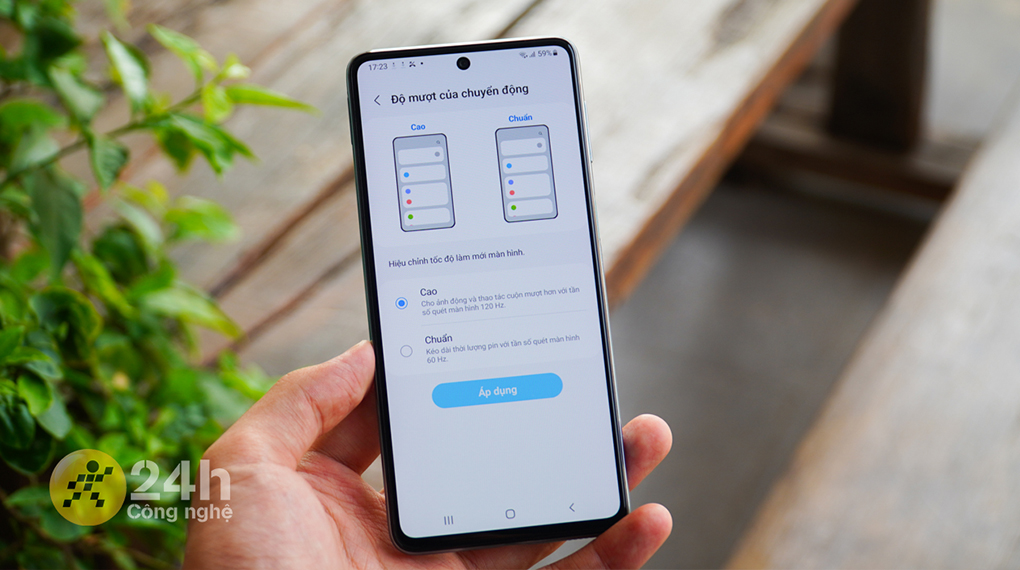 17:23
59%
Độ mượt của chuyển động
Cao
Chuẩn
Hiệu chỉnh tốc độ làm mới màn hình.
Cao
Cho ảnh động và thao tác cuộn mượt hơn với tần
số quét màn hình 120 Hz.
Chuẩn
Kéo dài thời lượng pin với tần số quét màn hình
60 Hz.
Áp dụng
24h
Công nghệ